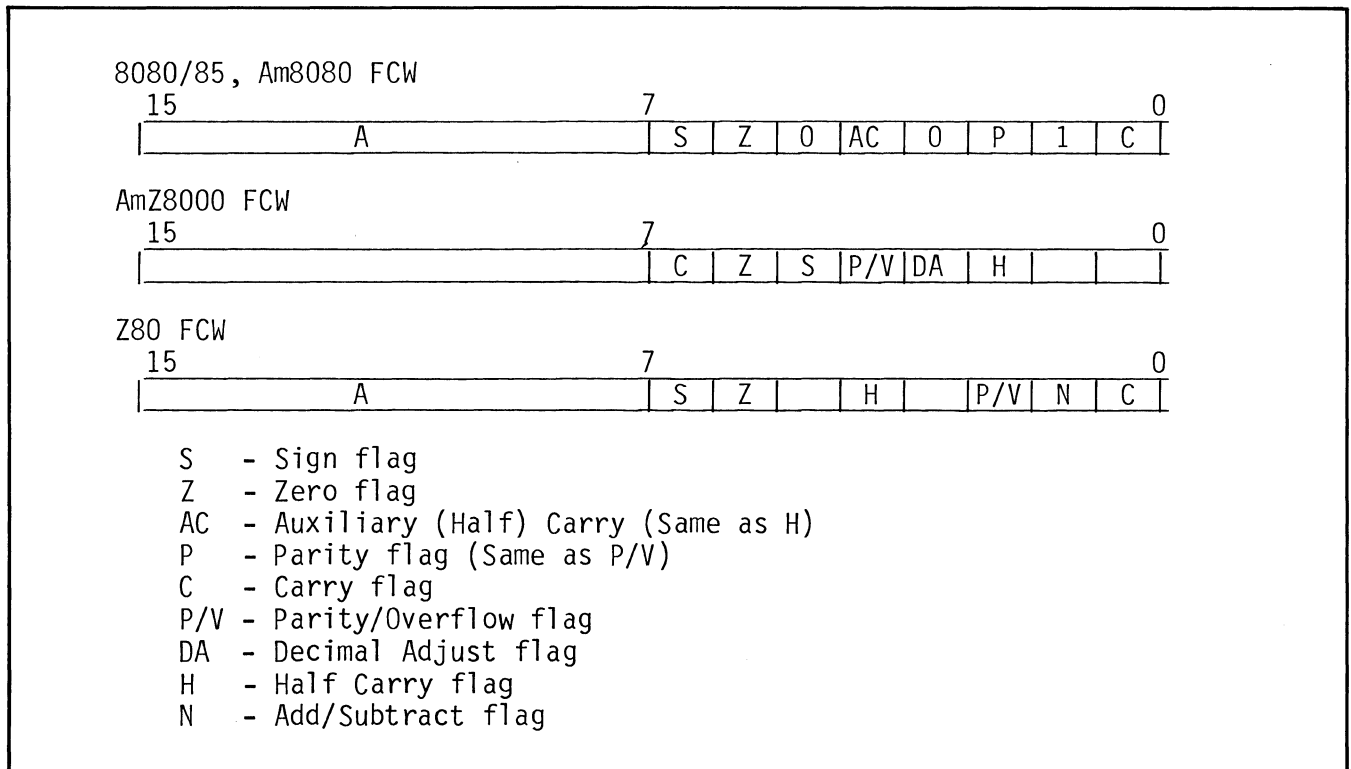 8080/85, Am8080 FCW
15 7 0
A S Z 0 AC 0 P 1 C
AmZ8000 FCW
15 7 0
C Z S P/V DA H
Z80 FCW
15 7 0
A S Z H P/V N C
S - Sign flag
Z - Zero flag
AC - Auxiliary (Half) Carry (Same as H)
P - Parity flag (Same as P/V)
C - Carry flag
P/V - Parity/Overflow flag
DA - Decimal Adjust flag
H - Half Carry flag
N - Add/Subtract flag